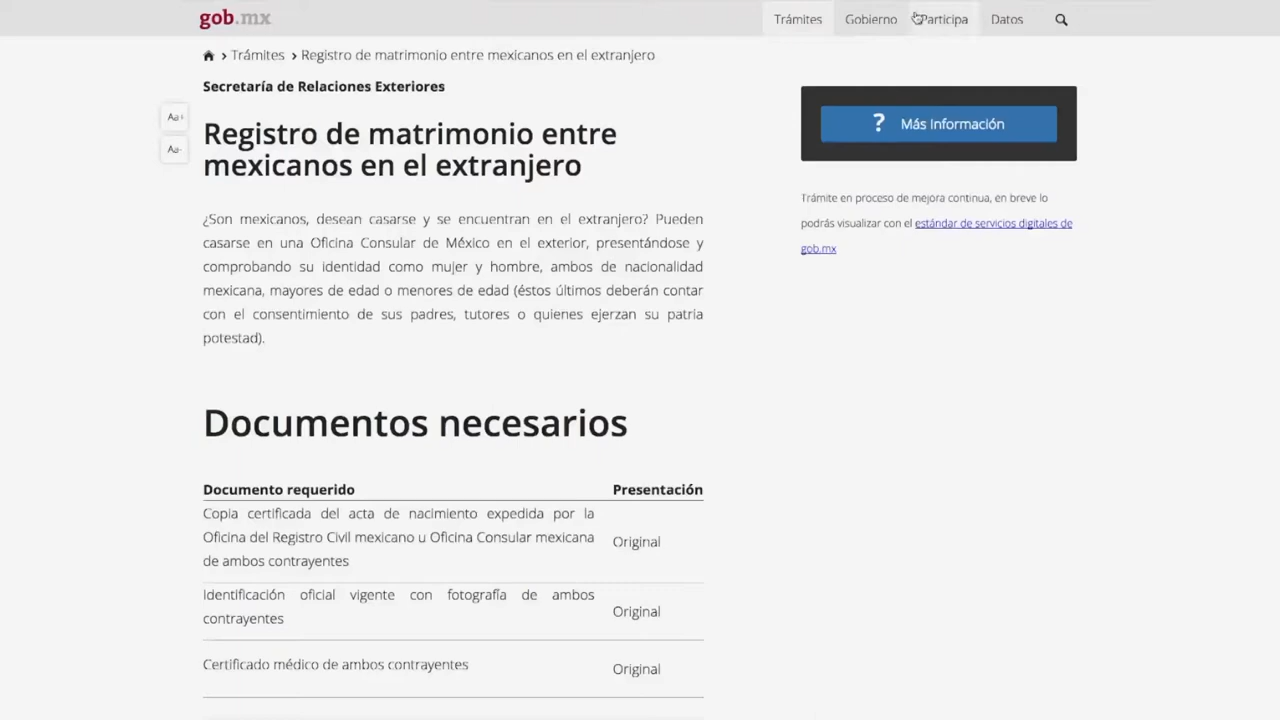 gob.mx
Trámites Gobierno Participa Datos
Trámites > Registro de matrimonio entre mexicanos en el extranjero
Secretaría de Relaciones Exteriores
Aa+
Aa-
Registro de matrimonio entre
mexicanos en el extranjero
¿Son mexicanos, desean casarse y se encuentran en el extranjero? Pueden
casarse en una Oficina Consular de México en el exterior, presentándose y
comprobando su identidad como mujer y hombre, ambos de nacionalidad
mexicana, mayores de edad o menores de edad (éstos últimos deberán contar
con el consentimiento de sus padres, tutores o quienes ejerzan su patria
potestad).
? Más Información
Trámite en proceso de mejora continua, en breve lo
podrás visualizar con el estándar de servicios digitales de
gob.mx
Documentos necesarios
Documento requerido Presentación
Copia certificada del acta de nacimiento expedida por la
Oficina del Registro Civil mexicano u Oficina Consular mexicana
de ambos contrayentes
Original
Identificación oficial vigente con fotografía de ambos
contrayentes
Original
Certificado médico de ambos contrayentes
Original